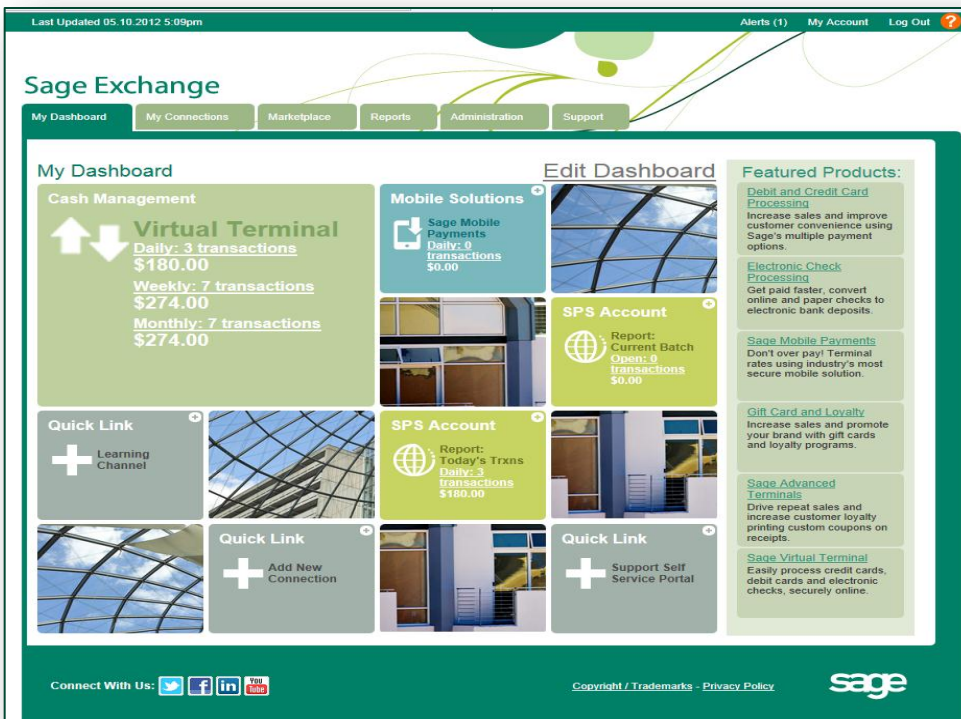 Last Updated 05.10.2012 5:09pm
Alerts (1) My Account Log Out ?
Sage Exchange
My Dashboard My Connections Marketplace Reports Administration Support
My Dashboard
Edit Dashboard
Cash Management
Virtual Terminal
Daily: 3 transactions
$180.00
Weekly: 7 transactions
$274.00
Monthly: 7 transactions
$274.00
Mobile Solutions
Sage Mobile
Payments
Daily: 0
transactions
$0.00
SPS Account
Report:
Current Batch
Open: 0
transactions
$0.00
Quick Link
Learning
Channel
SPS Account
Report:
Today's Trxns
Daily: 3
transactions
$180.00
Quick Link
Add New
Connection
Quick Link
Support Self
Service Portal
Featured Products:
Debit and Credit Card
Processing
Increase sales and improve
customer convenience using
Sage's multiple payment
options.
Electronic Check
Processing
Get paid faster, convert
online and paper checks to
electronic bank deposits.
Sage Mobile Payments
Don't over pay! Terminal
rates using industry's most
secure mobile solution.
Gift Card and Loyalty
Increase sales and promote
your brand with gift cards
and loyalty programs.
Sage Advanced
Terminals
Drive repeat sales and
increase customer loyalty
printing custom coupons on
receipts.
Sage Virtual Terminal
Easily process credit cards,
debit cards and electronic
checks, securely online.
Connect With Us: f in You Tube
Copyright / Trademarks - Privacy Policy
sage